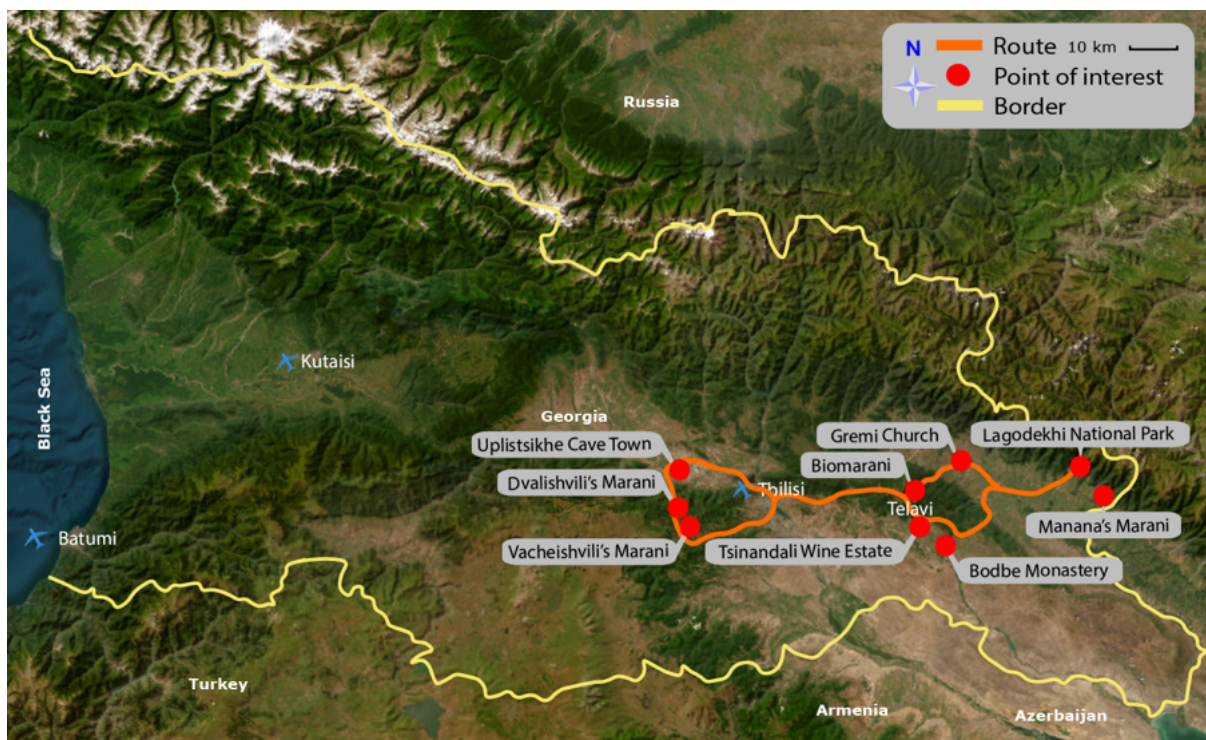 N
Route 10 km
Point of interest
Border
Russia
Black Sea
Kutaisi
Georgia
Uplistsikhe Cave Town
Gremi Church
Lagodekhi National Park
Dvalishvili's Marani
Biomarani
Tbilisi
Telavi
Manana's Marani
Batumi
Vacheishvili's Marani
Tsinandali Wine Estate
Bodbe Monastery
Turkey
Armenia
Azerbaijan